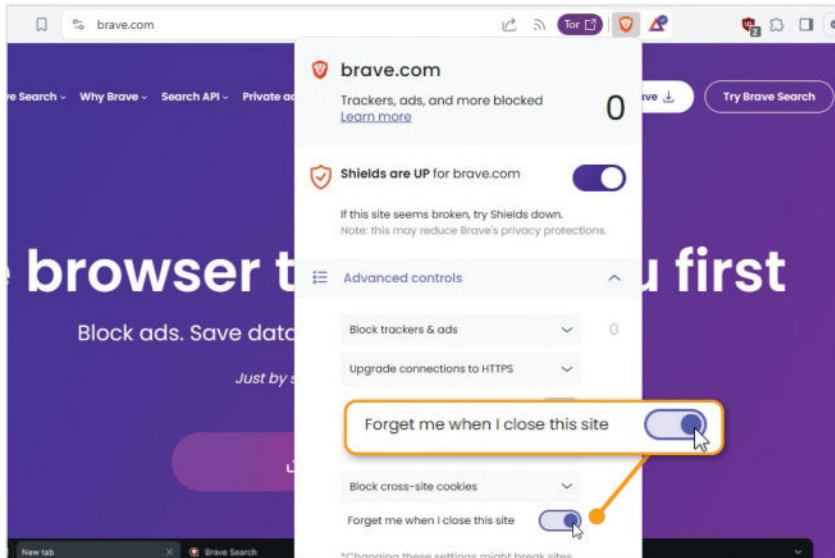 brave.com
Tor
2
e Search
Why Brave
Search API
Private ad
ave
Try Brave Search
brave.com
Trackers, ads, and more blocked
0
Learn more
Shields are UP for brave.com
If this site seems broken, try Shields down.
Note: this may reduce Brave's privacy protections.
browser t
u first
Advanced controls
Block ads. Save data
Block trackers & ads
0
Just by s
Upgrade connections to HTTPS
Forget me when I close this site
Block cross-site cookies
Forget me when I close this site
New tab
Brave Search
*Changing these settings might break sites